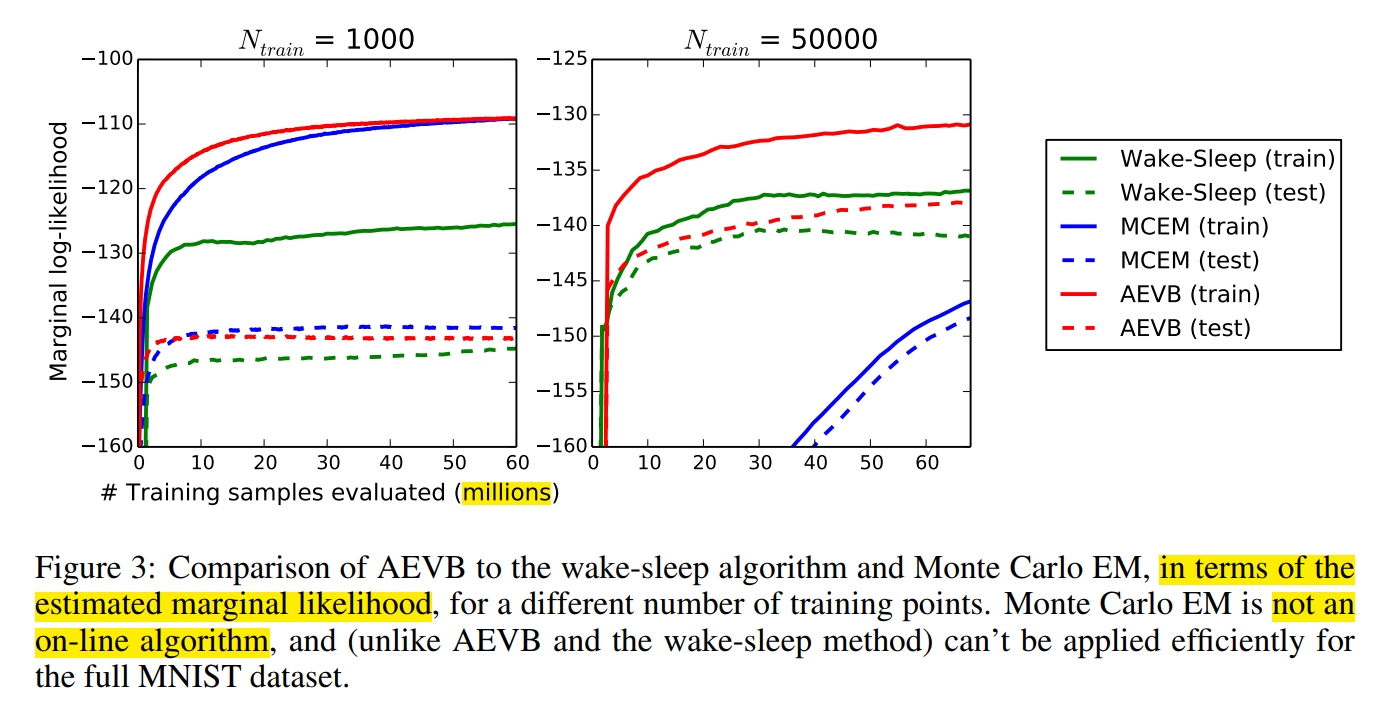 N_train = 1000
N_train = 50000
−100
−110
−120
−130
−140
−150
−160
Marginal log-likelihood
0 10 20 30 40 50 60
# Training samples evaluated (millions)
−125
−130
−135
−140
−145
−150
−155
−160
0 10 20 30 40 50 60
Wake-Sleep (train)
Wake-Sleep (test)
MCEM (train)
MCEM (test)
AEVB (train)
AEVB (test)
Figure 3: Comparison of AEVB to the wake-sleep algorithm and Monte Carlo EM, in terms of the
estimated marginal likelihood, for a different number of training points. Monte Carlo EM is not an
on-line algorithm, and (unlike AEVB and the wake-sleep method) can’t be applied efficiently for
the full MNIST dataset.